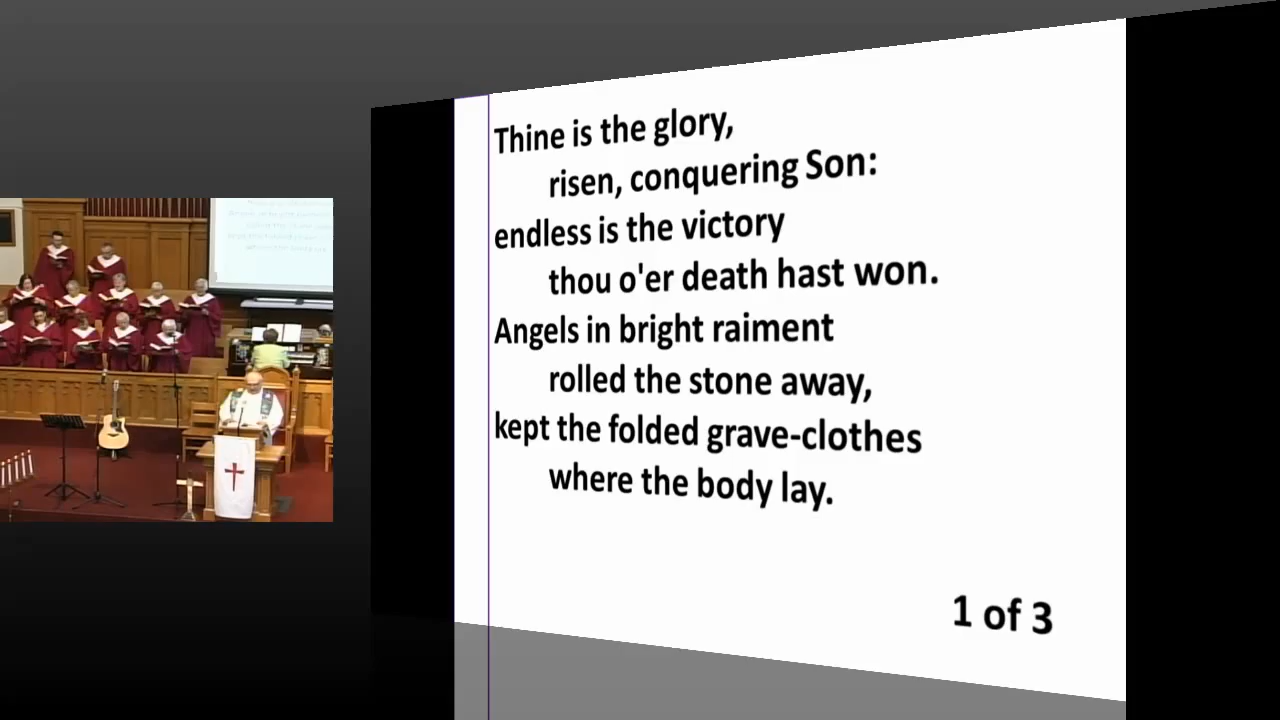 Thine is the glory,
risen, conquering Son:
endless is the victory
thou o'er death hast won.
Angels in bright raiment
rolled the stone away,
kept the folded grave-clothes
where the body lay.
1 of 3